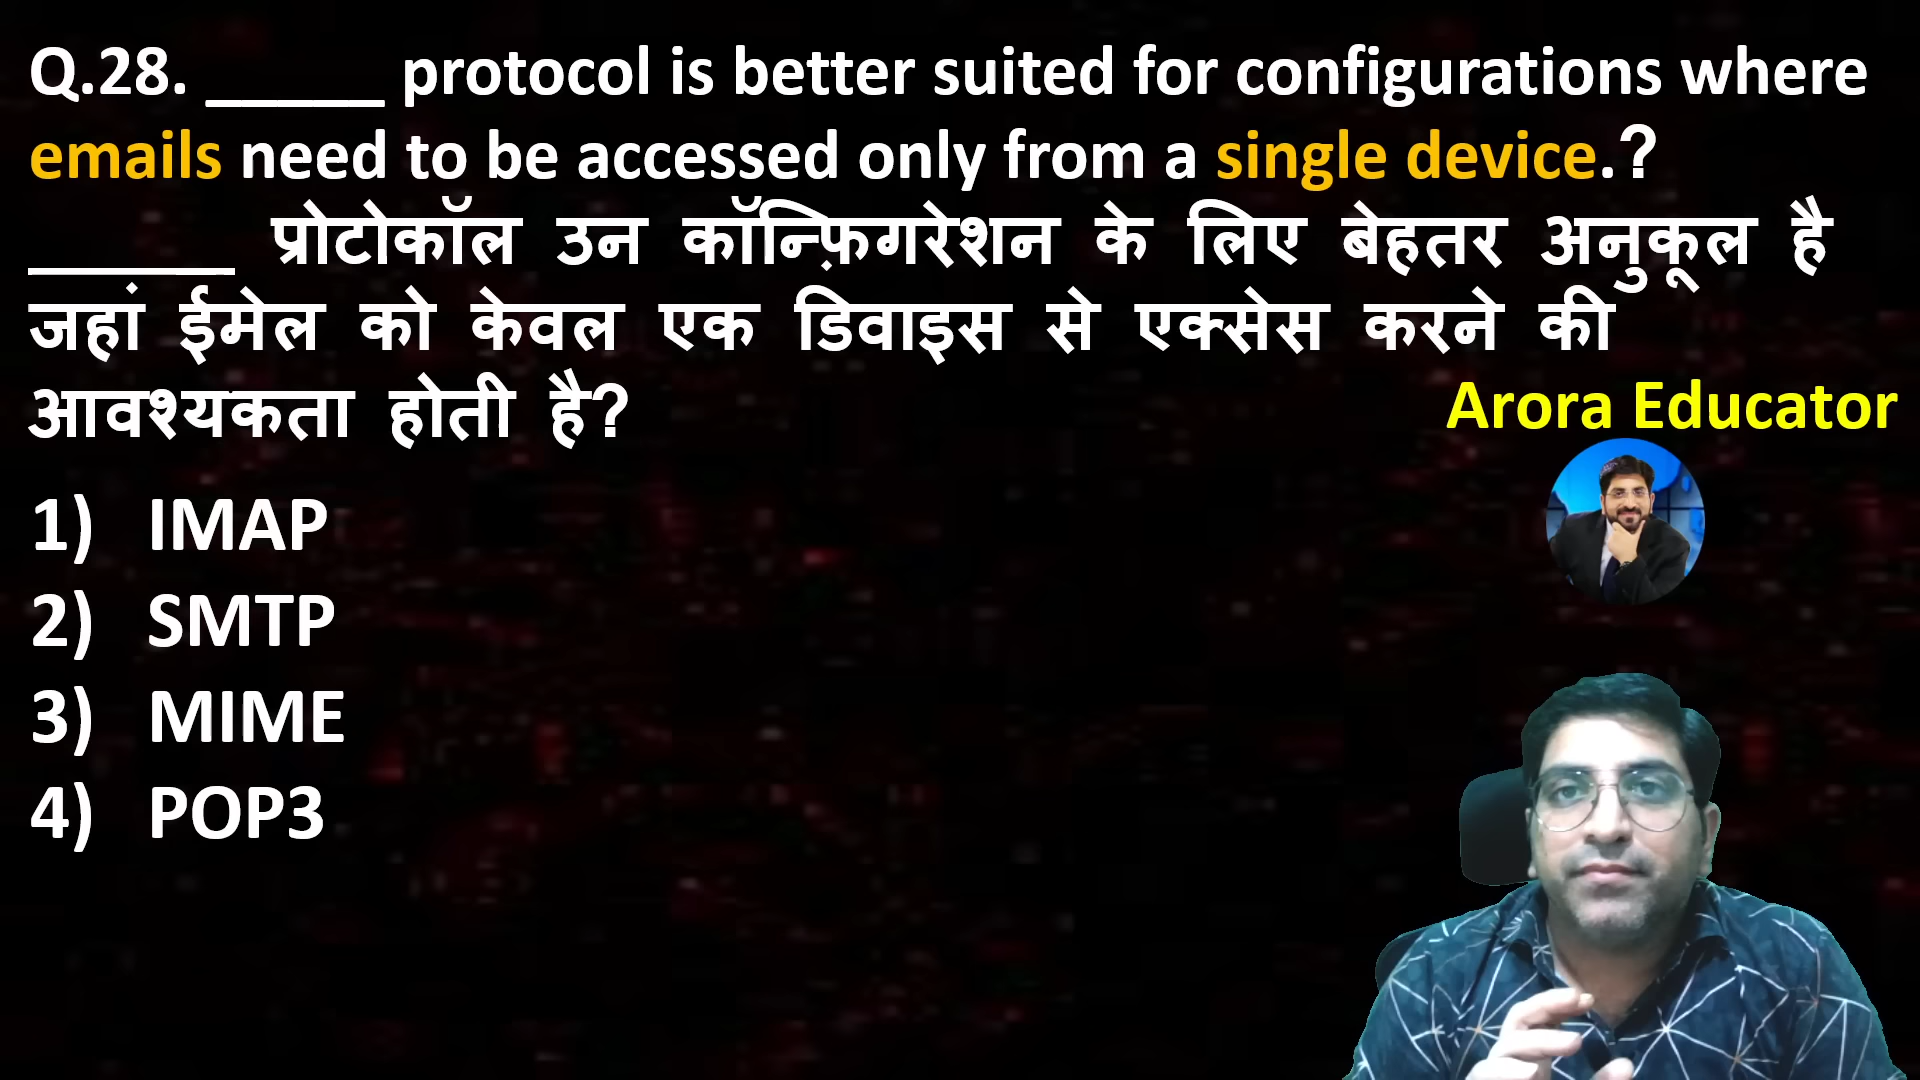 Q.28. _____ protocol is better suited for configurations where
emails need to be accessed only from a single device.?
______ प्रोटोकॉल उन कॉन्फ़िगरेशन के लिए बेहतर अनुकूल है
जहां ईमेल को केवल एक डिवाइस से एक्सेस करने की
आवश्यकता होती है?
Arora Educator
1) IMAP
2) SMTP
3) MIME
4) POP3